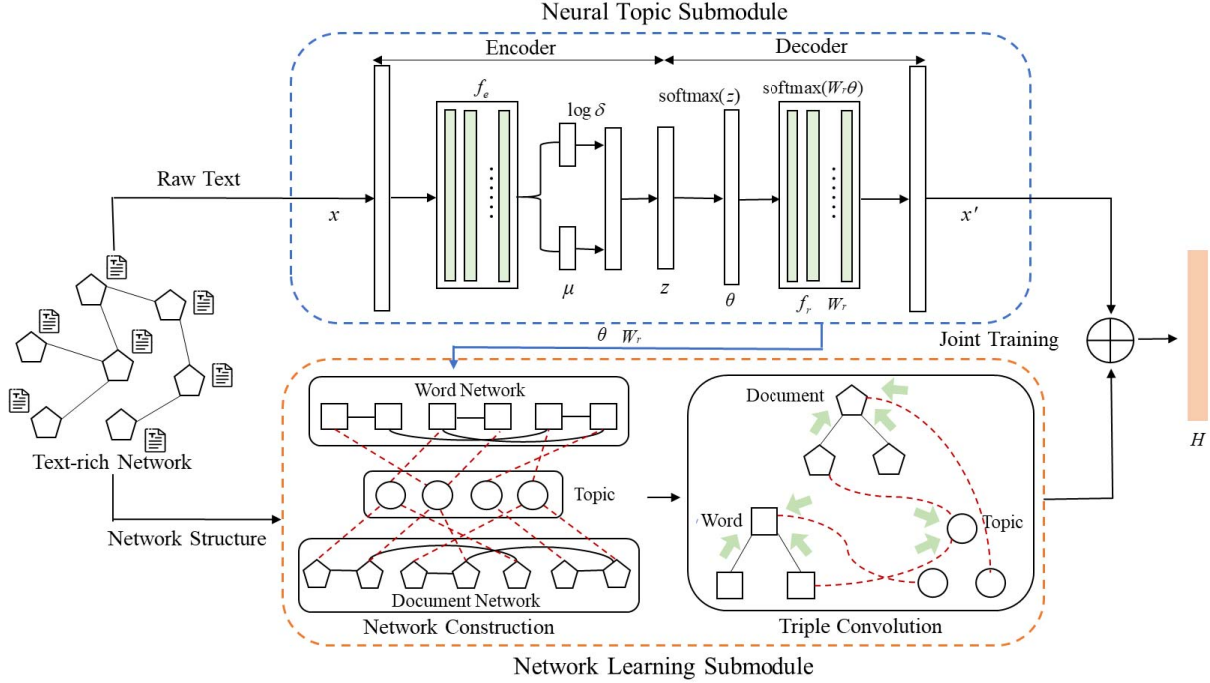 Neural Topic Submodule
Encoder
Decoder
f_e
log δ
softmax(z)
softmax(W_rθ)
Raw Text
x
x′
μ
z
θ
f_r W_r
θ W_r
Joint Training
H
Text-rich Network
Network Structure
Word Network
Topic
Document Network
Network Construction
Document
Word
Topic
Triple Convolution
Network Learning Submodule